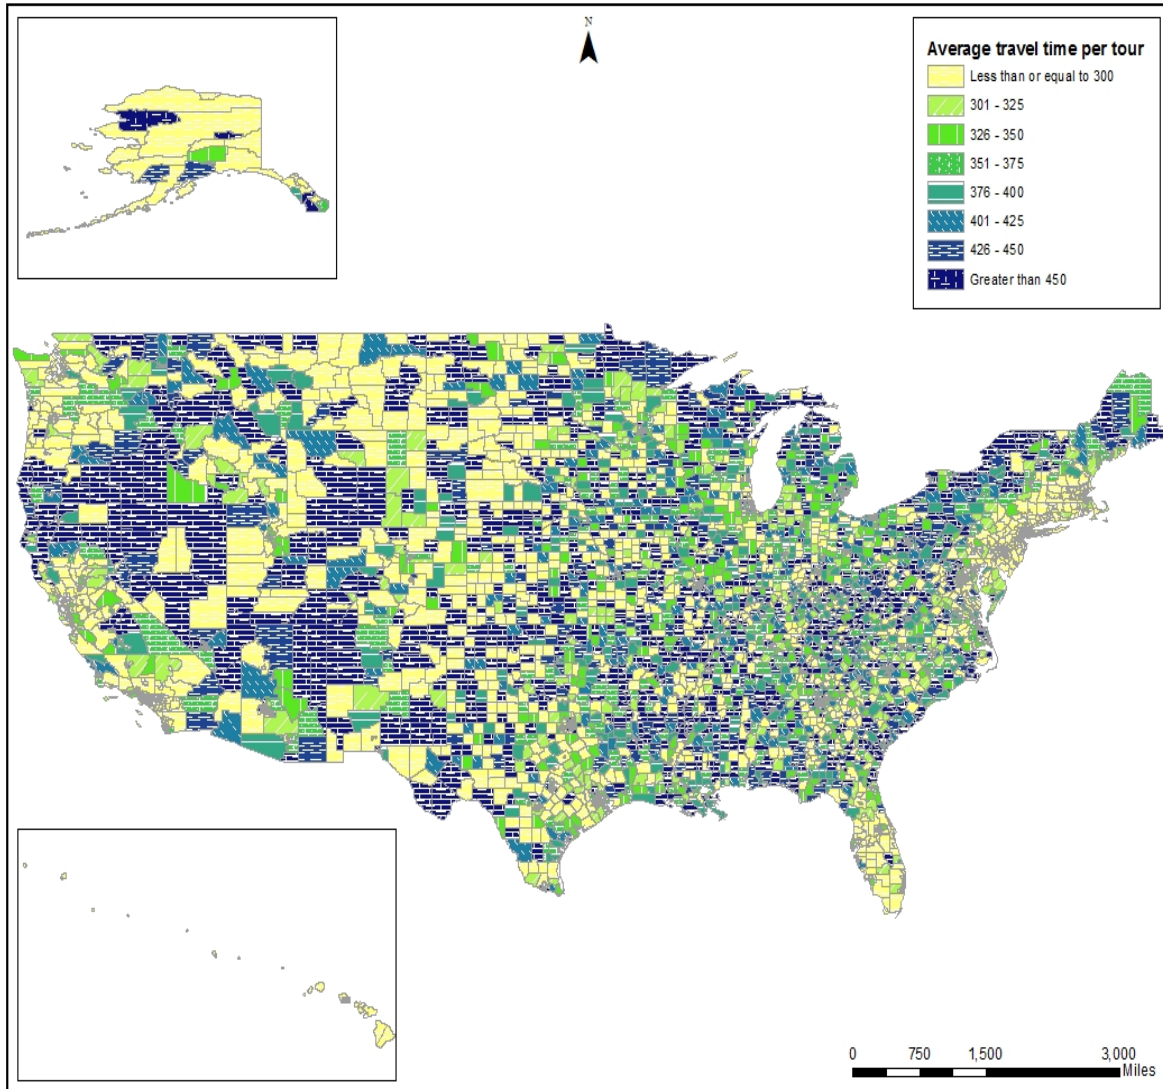 N
Average travel time per tour
Less than or equal to 300
301 - 325
326 - 350
351 - 375
376 - 400
401 - 425
426 - 450
Greater than 450
0 750 1,500 3,000
Miles